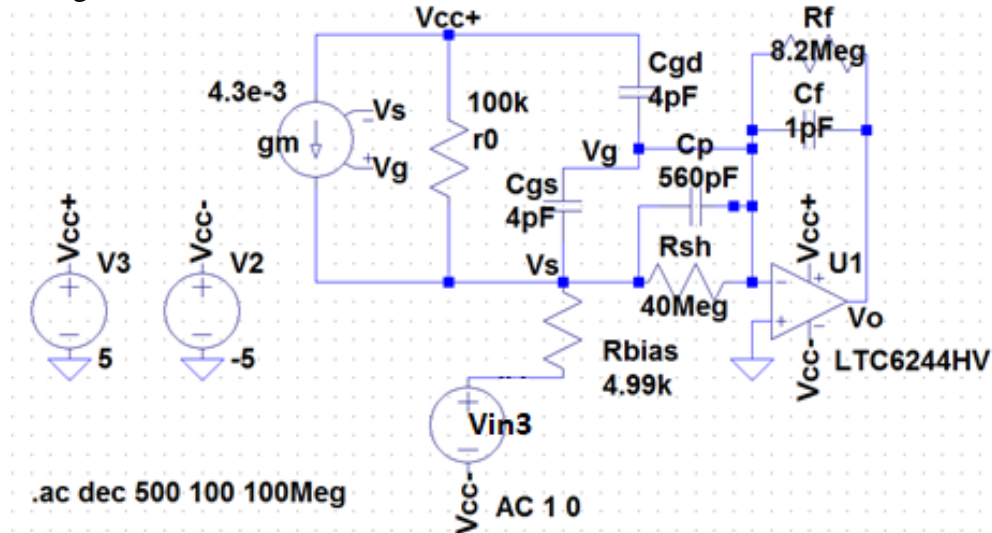 Vcc+
Rf
8.2Meg
Cgd
4pF
Cf
1pF
4.3e-3
Vs
gm
Vg
100k
r0
Vg
Cp
560pF
Cgs
4pF
Vcc+
V3
5
Vcc-
V2
-5
Vs
Rsh
40Meg
Vcc+
U1
Vo
Vcc-
LTC6244HV
Rbias
4.99k
Vin3
Vcc-
AC 1 0
.ac dec 500 100 100Meg